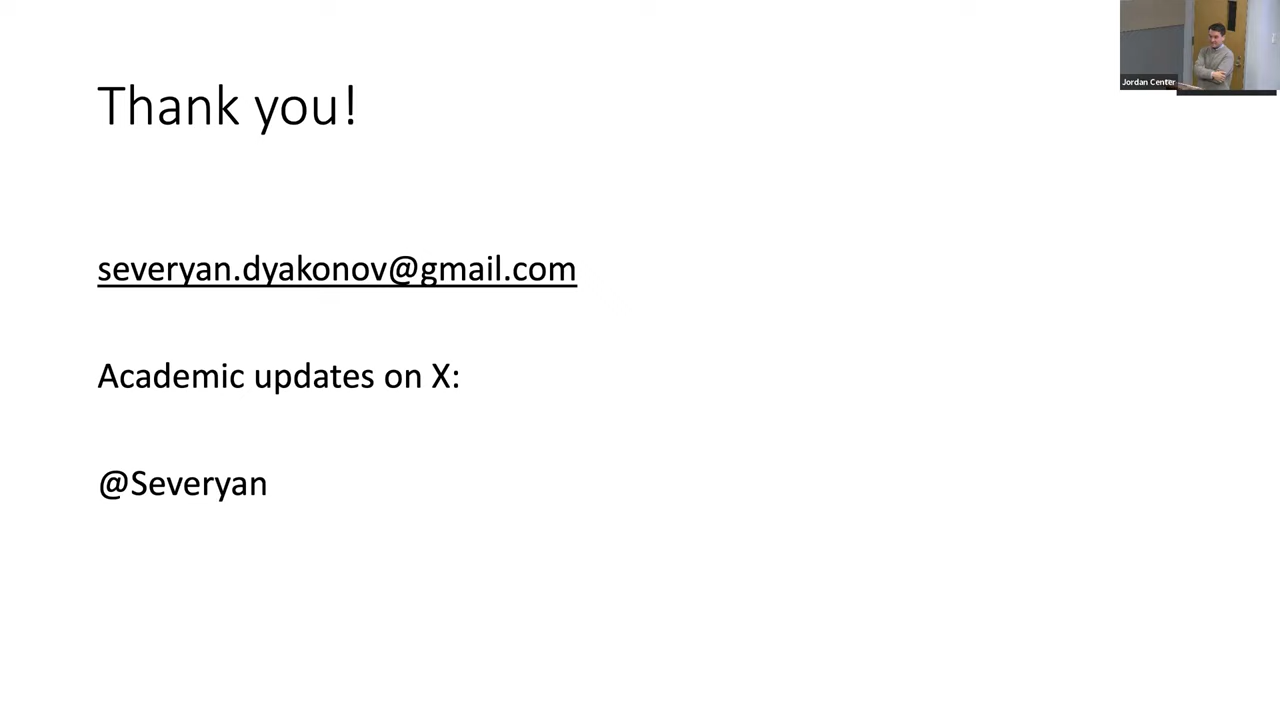 Thank you!
severyan.dyakonov@gmail.com
Academic updates on X:
@Severyan
Jordan Center